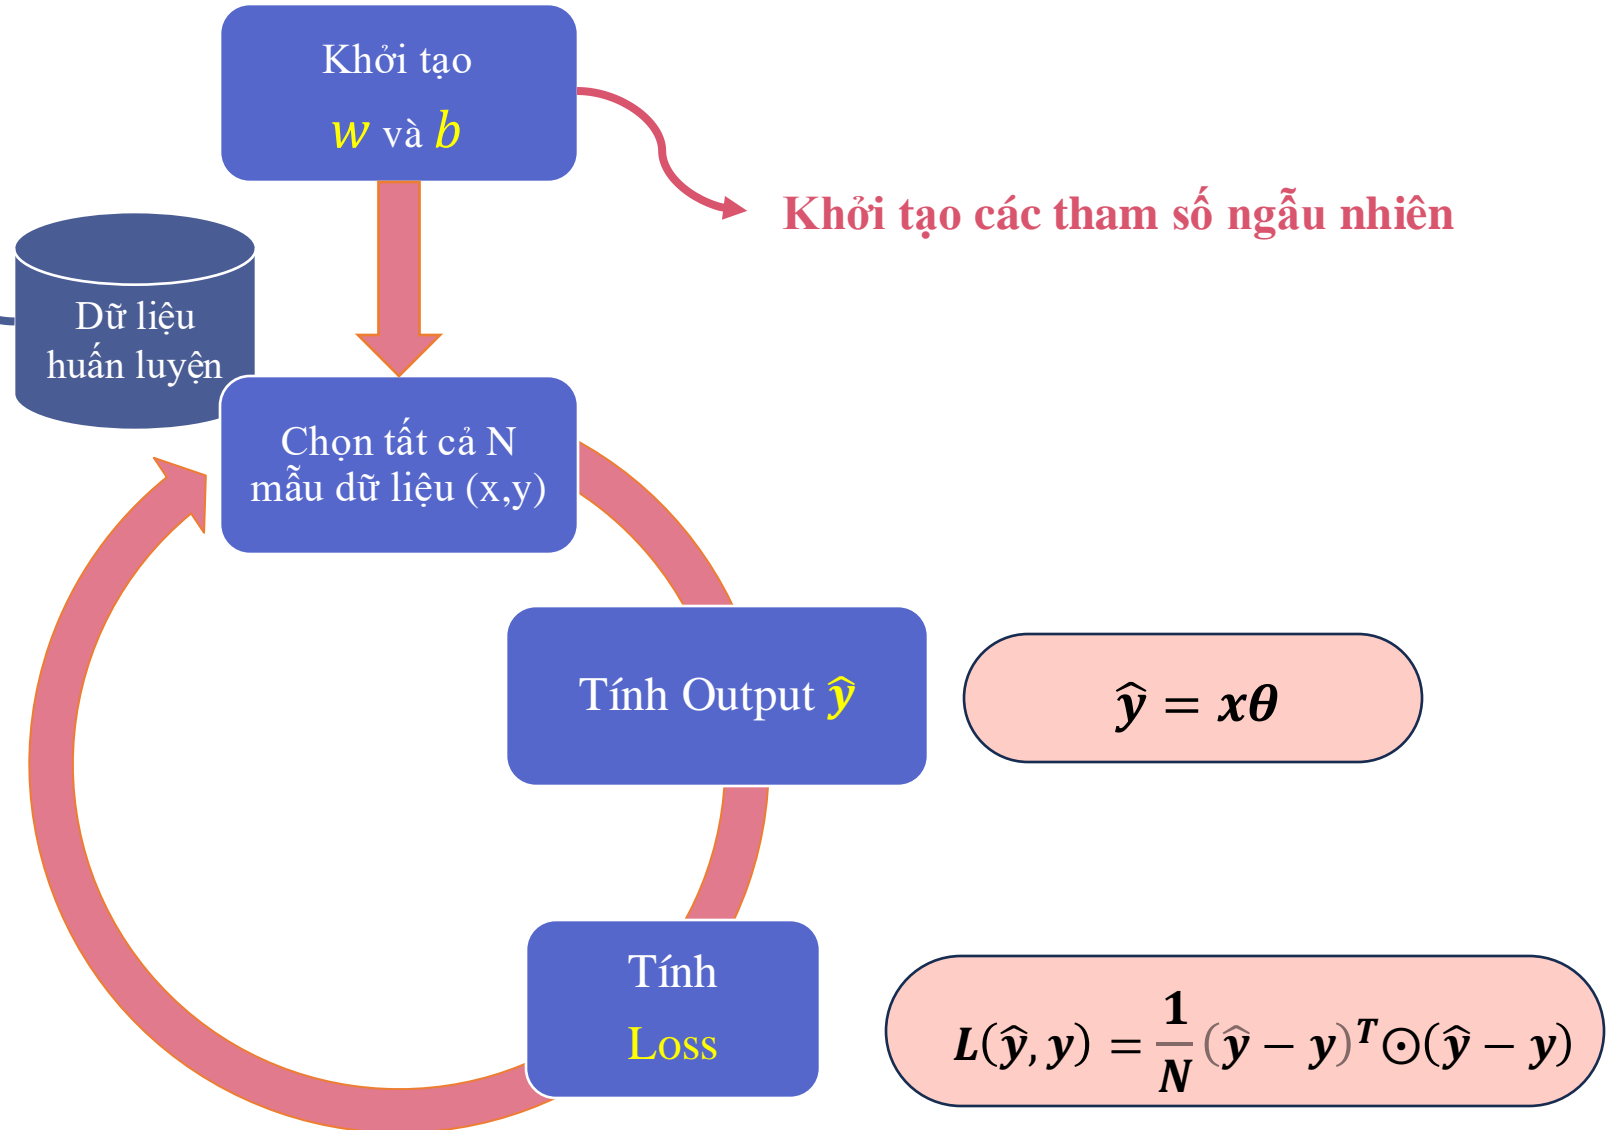 Khởi tạo
w và b
Khởi tạo các tham số ngẫu nhiên
Dữ liệu
huấn luyện
Chọn tất cả N
mẫu dữ liệu (x,y)
Tính Output ŷ
ŷ = xθ
Tính
Loss
L(ŷ, y) = 1/N (ŷ − y)ᵀ⊙(ŷ − y)